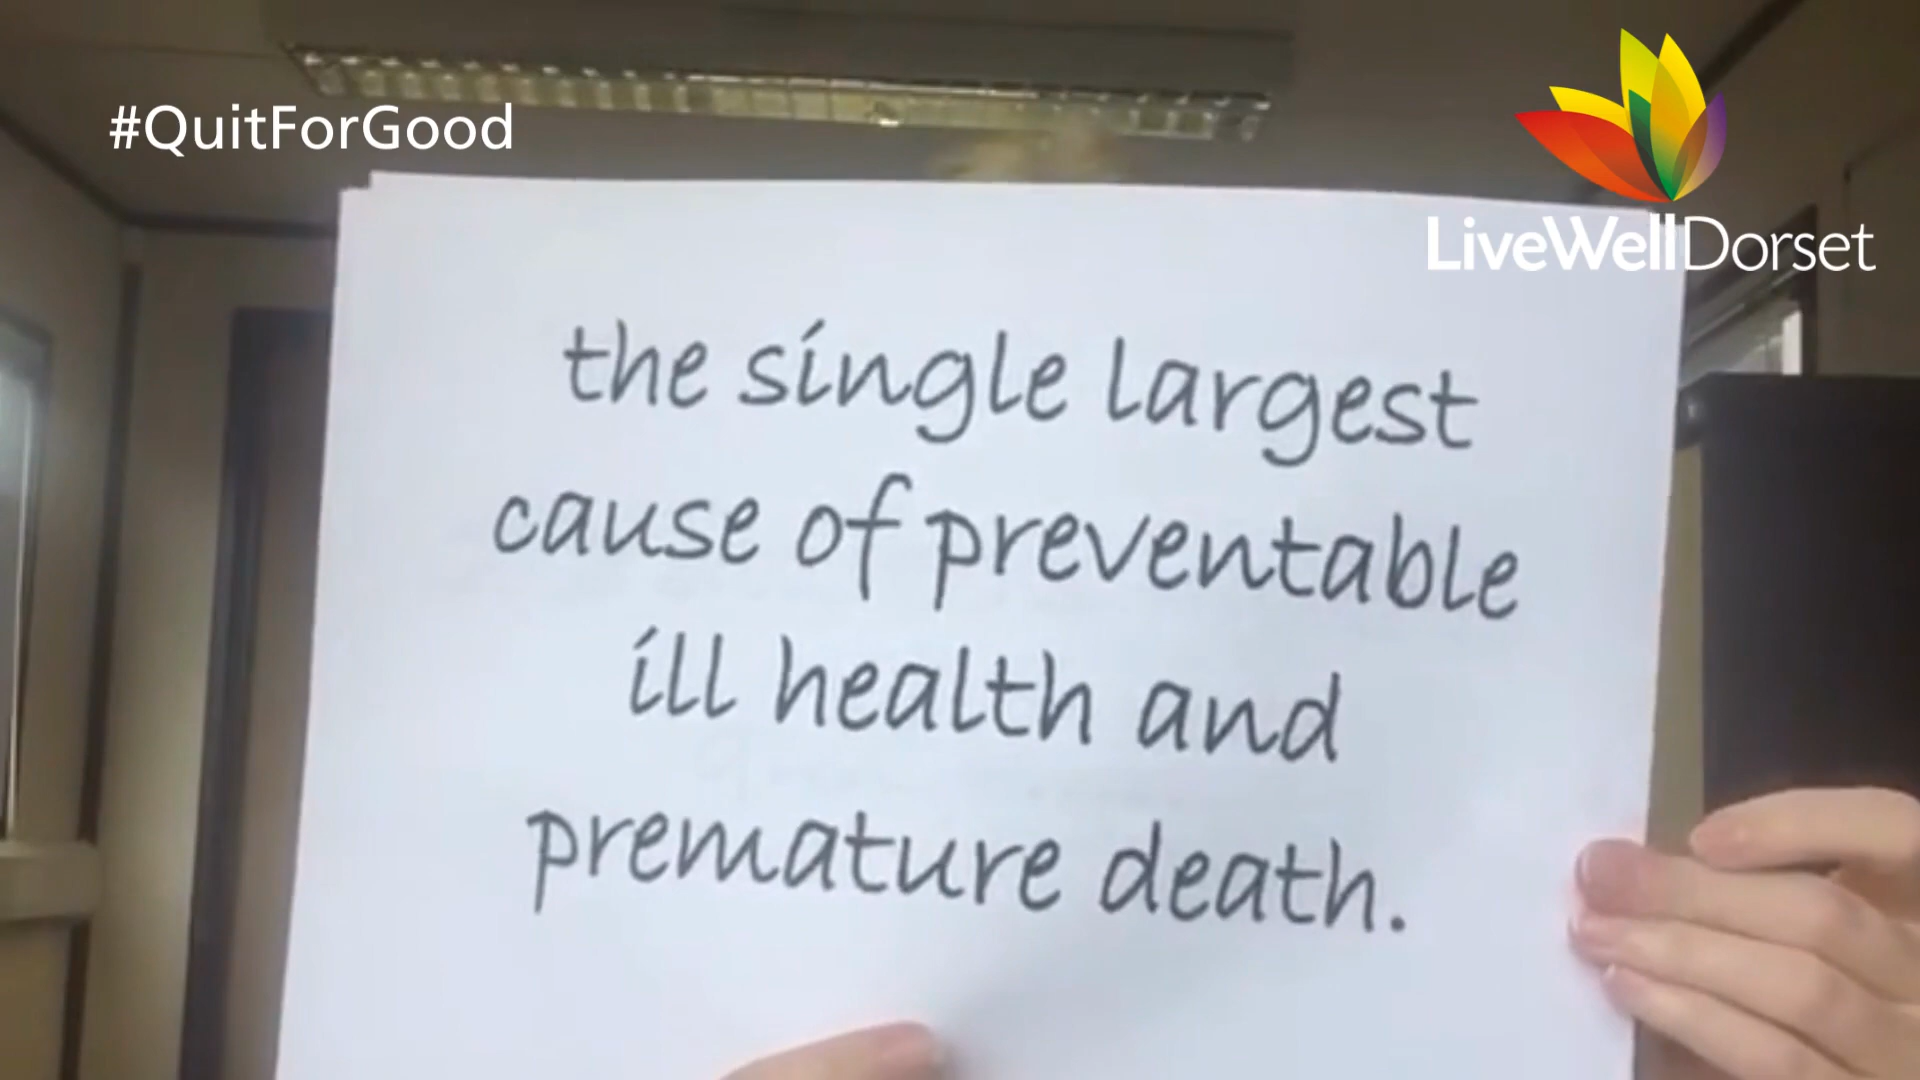 #QuitForGood
LiveWellDorset
the single largest
cause of preventable
ill health and
premature death.